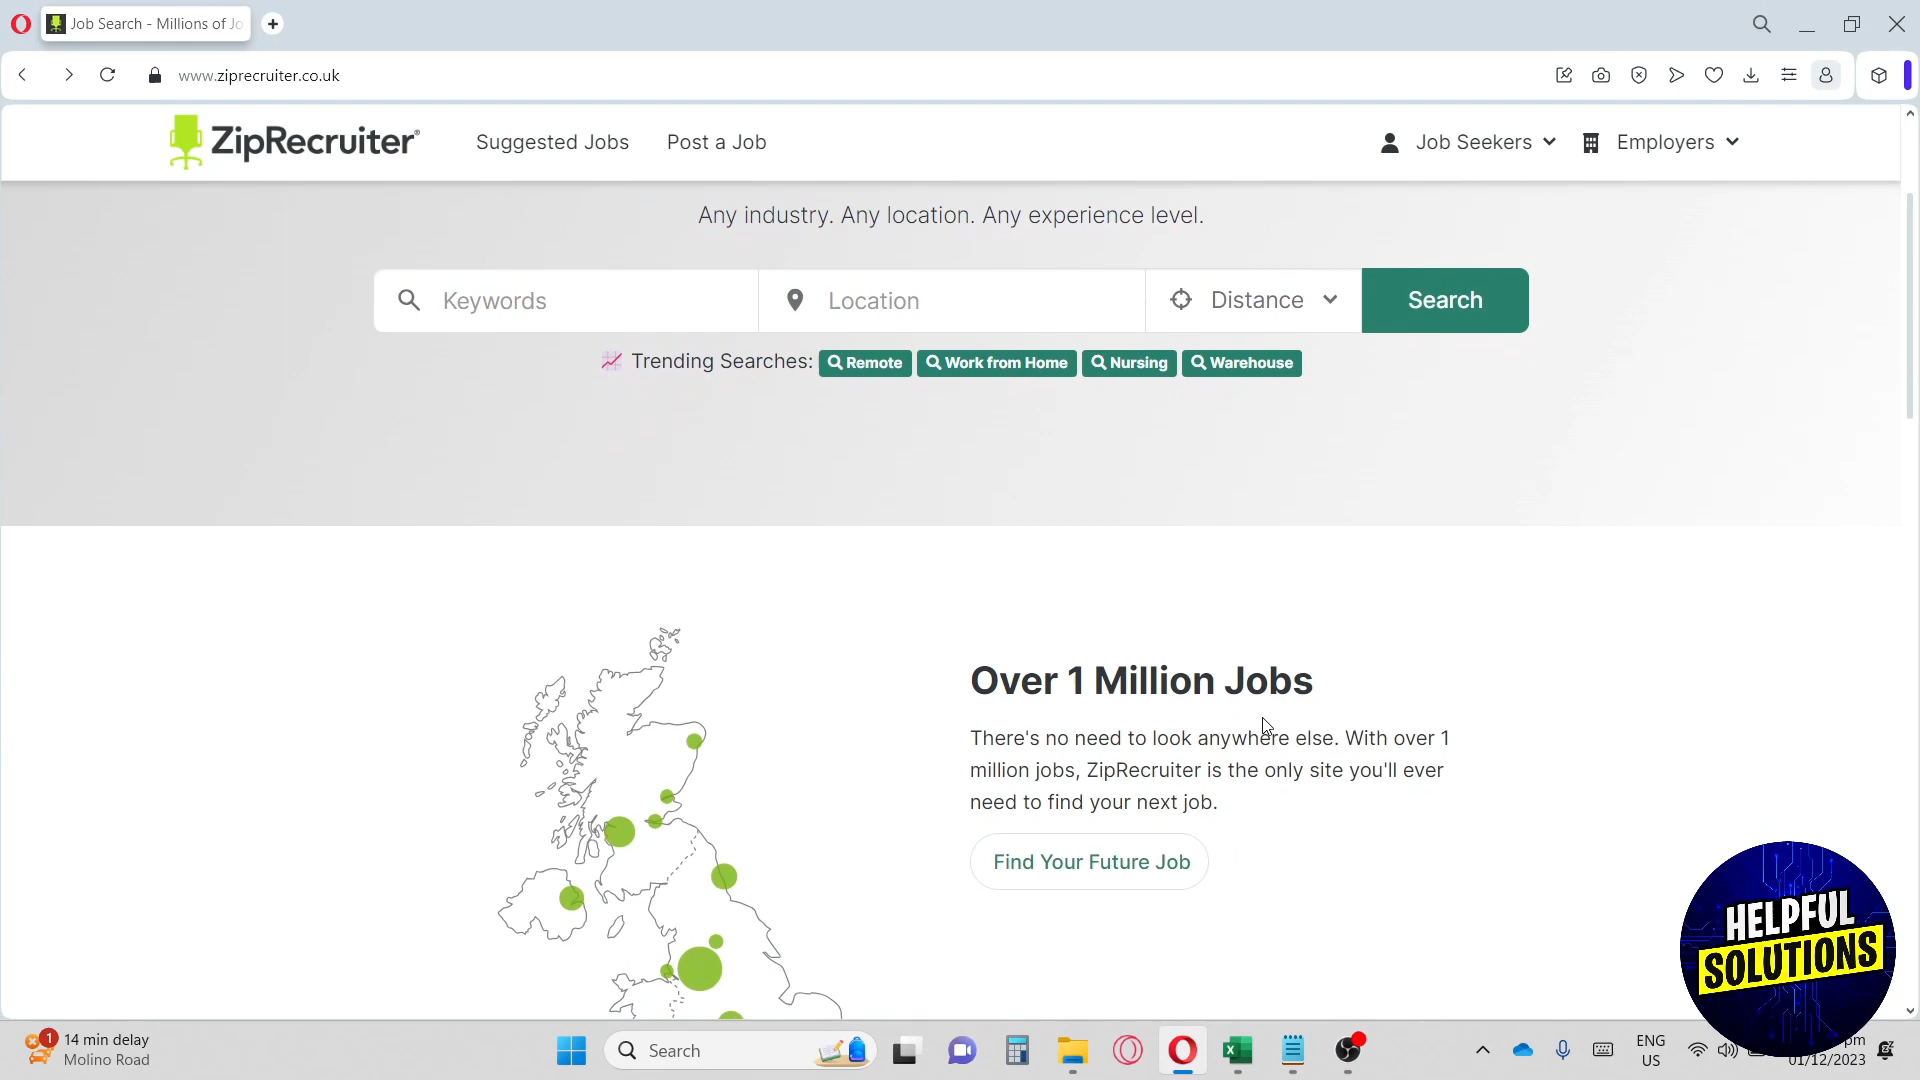 Job Search - Millions of Jo
www.ziprecruiter.co.uk
ZipRecruiter®
Suggested Jobs
Post a Job
Job Seekers
Employers
Any industry. Any location. Any experience level.
Keywords
Location
Distance
Search
Trending Searches:
Remote
Work from Home
Nursing
Warehouse
Over 1 Million Jobs
There's no need to look anywhere else. With over 1
million jobs, ZipRecruiter is the only site you'll ever
need to find your next job.
Find Your Future Job
HELPFUL
SOLUTIONS
1
14 min delay
Molino Road
Search
ENG
US
pm
01/12/2023